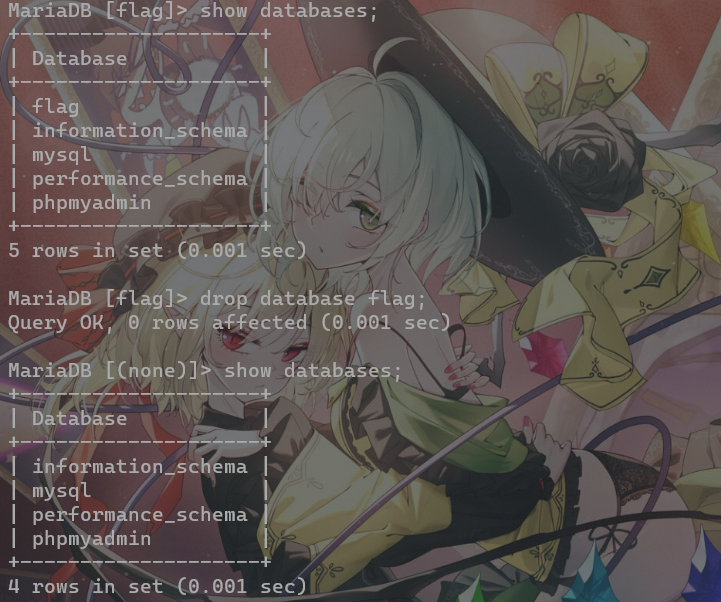 MariaDB [flag]> show databases;
+--------------------+
| Database           |
+--------------------+
| flag               |
| information_schema |
| mysql              |
| performance_schema |
| phpmyadmin         |
+--------------------+
5 rows in set (0.001 sec)
MariaDB [flag]> drop database flag;
Query OK, 0 rows affected (0.001 sec)
MariaDB [(none)]> show databases;
+--------------------+
| Database           |
+--------------------+
| information_schema |
| mysql              |
| performance_schema |
| phpmyadmin         |
+--------------------+
4 rows in set (0.001 sec)